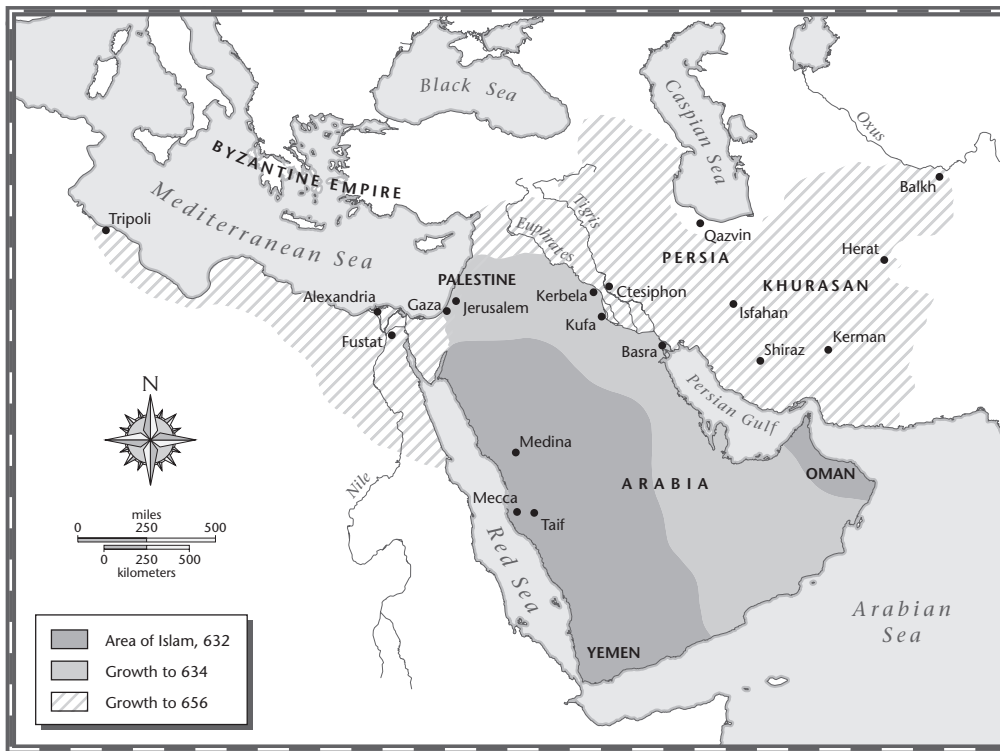 Black Sea
Caspian Sea
Oxus
BYZANTINE EMPIRE
Balkh
Mediterranean Sea
Tripoli
Tigris
Euphrates
Qazvin
PERSIA
Herat
PALESTINE
KHURASAN
Alexandria
Gaza
Jerusalem
Kerbela
Ctesiphon
Isfahan
Kufa
Fustat
Basra
Shiraz
Kerman
Persian Gulf
N
Medina
Nile
ARABIA
OMAN
Mecca
Taif
miles
0 250 500
0 250 500
kilometers
Red Sea
Arabian
Sea
Area of Islam, 632
Growth to 634
Growth to 656
YEMEN